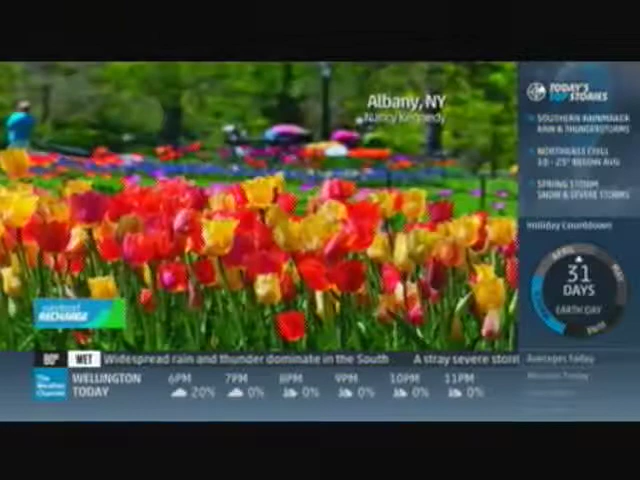 Albany, NY
Nancy Kennedy
TODAY'S
TOP STORIES
SOUTHERN RAINMAKER
RAIN & THUNDERSTORMS
NORTHEAST CHILL
10 - 25° BELOW AVG
SPRING STORM
SNOW & SEVERE STORMS
Holiday Countdown
APRIL
MAY
31
DAYS
EARTH DAY
RECHARGE
80° WET Widespread rain and thunder dominate in the South A stray severe storm
Averages Today
The
Weather
Channel
WELLINGTON
TODAY
6PM 7PM 8PM 9PM 10PM 11PM
20% 0% 0% 0% 0% 0%